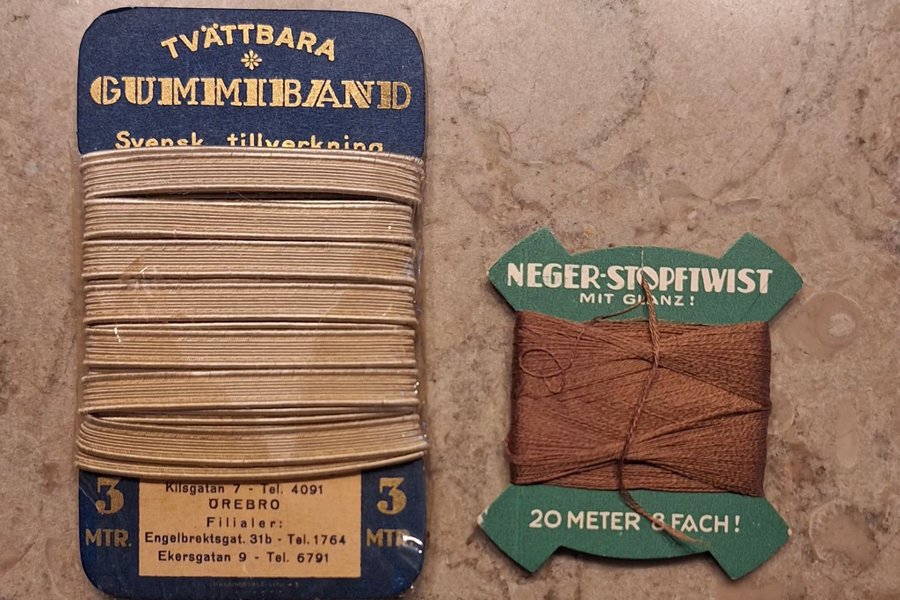 TVÄTTBARA
GUMMIBAND
Svensk tillverkning
3
MTR.
Kilsgatan 7 - Tel. 4091
ÖREBRO
Filialer:
Engelbrektsgat. 31b - Tel. 1764
Ekersgatan 9 - Tel. 6791
3
MTR.
NEGER-STOPFTWIST
MIT GLANZ!
20 METER 8 FACH!